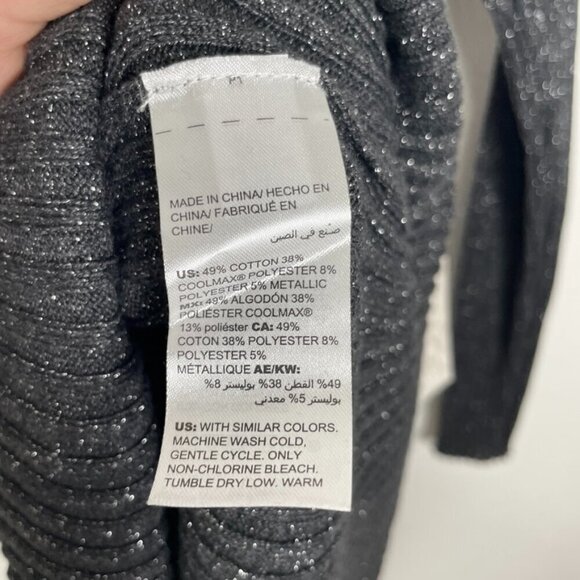 MADE IN CHINA/ HECHO EN
CHINA/ FABRIQUÉ EN
CHINE/
صنع في الصين
US: 49% COTTON 38%
COOLMAX® POLYESTER 8%
POLYESTER 5% METALLIC
MX: 49% ALGODÓN 38%
POLIÉSTER COOLMAX®
13% poliéster CA: 49%
COTON 38% POLYESTER 8%
POLYESTER 5%
MÉTALLIQUE AE/KW:
49% القطن 38% بوليستر 8%
بوليستر 5% معدني
US: WITH SIMILAR COLORS.
MACHINE WASH COLD,
GENTLE CYCLE. ONLY
NON-CHLORINE BLEACH.
TUMBLE DRY LOW. WARM